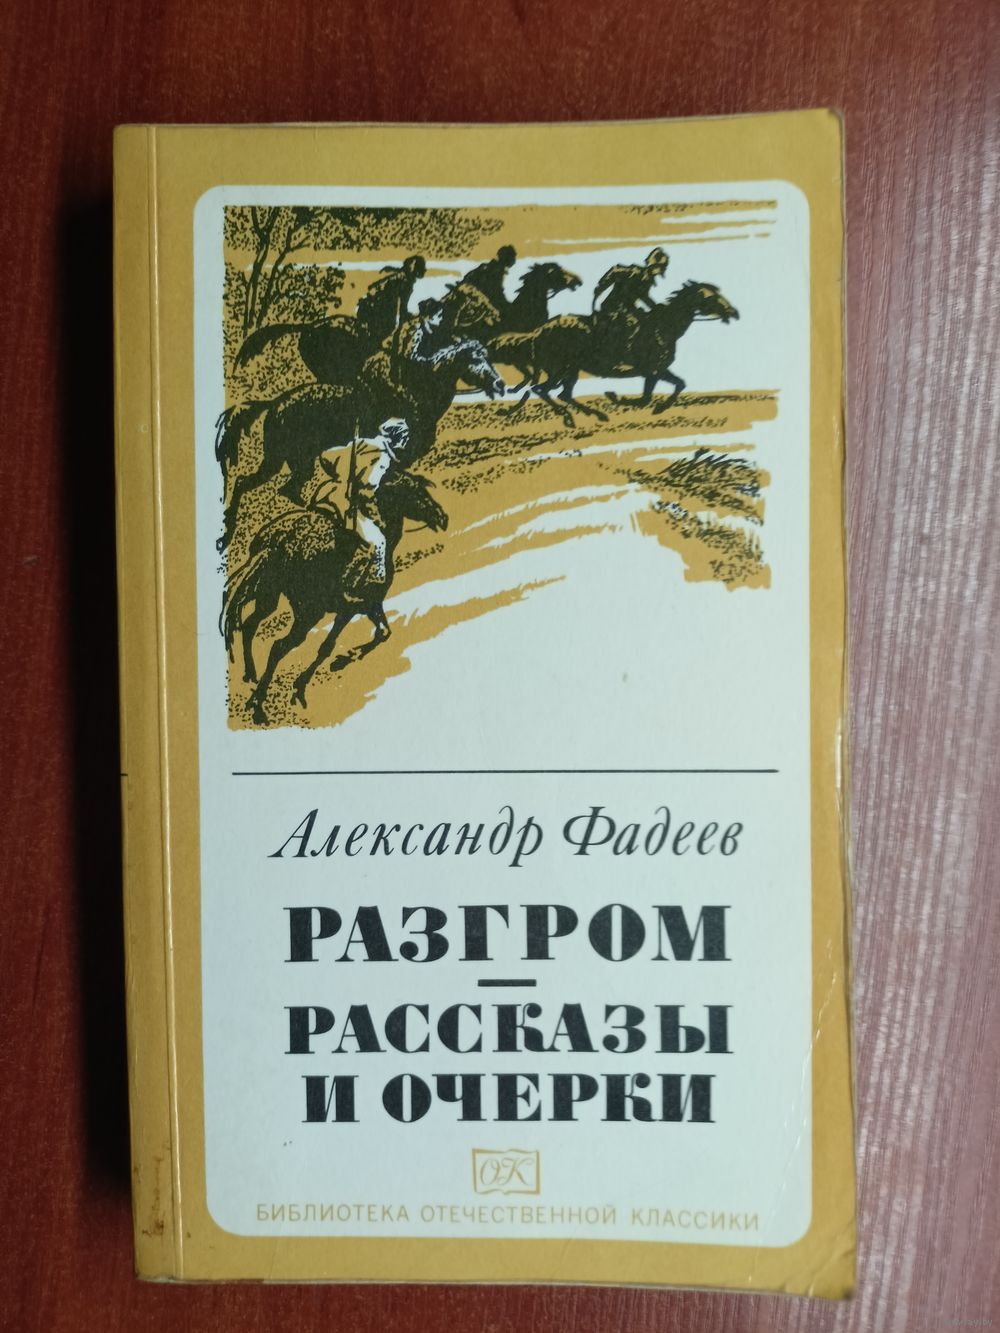 Александр Фадеев
РАЗГРОМ
РАССКАЗЫ
И ОЧЕРКИ
ОК
БИБЛИОТЕКА ОТЕЧЕСТВЕННОЙ КЛАССИКИ